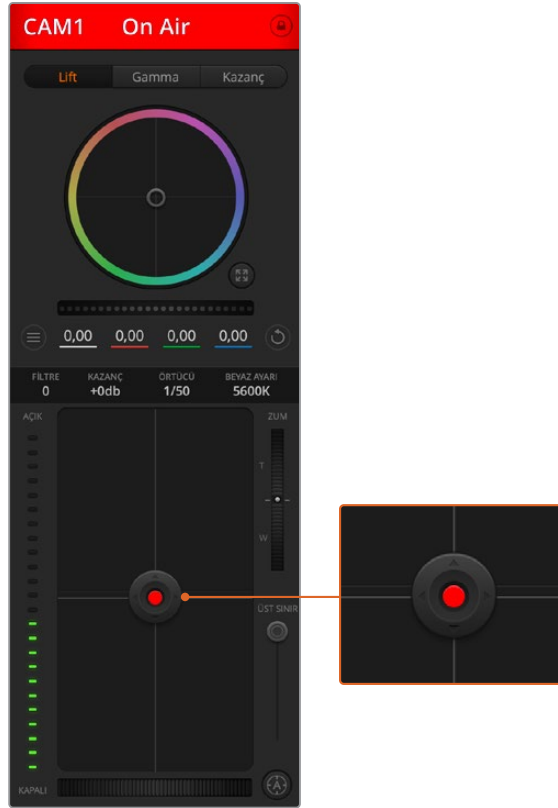 CAM1 On Air
Lift Gamma Kazanç
0,00 0,00 0,00 0,00
FİLTRE KAZANÇ ÖRTÜCÜ BEYAZ AYARI
0 +0db 1/50 5600K
AÇIK ZUM
T
W
ÜST SINIR
KAPALI A